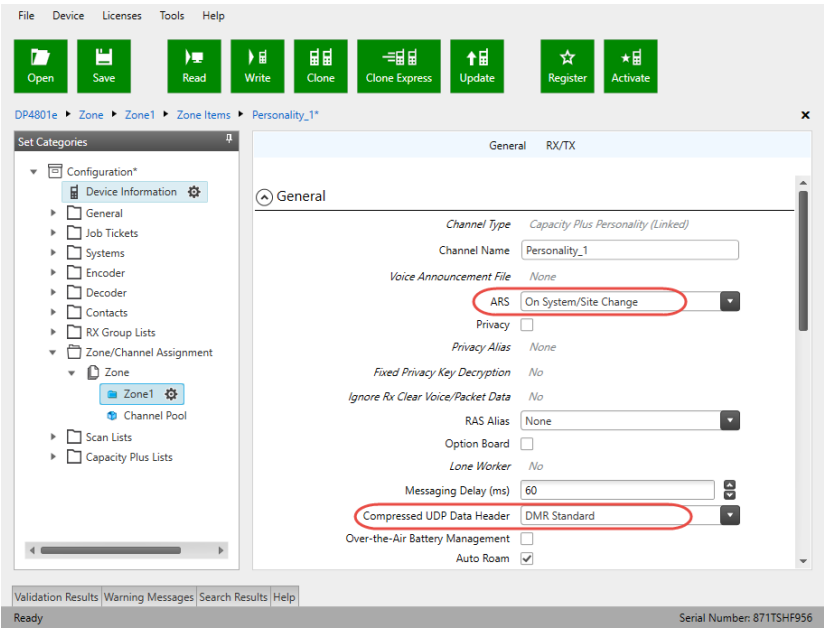 File Device Licenses Tools Help
Open Save Read Write Clone Clone Express Update Register Activate
DP4801e Zone Zone1 Zone Items Personality_1*
Set Categories
Configuration*
Device Information
General
Job Tickets
Systems
Encoder
Decoder
Contacts
RX Group Lists
Zone/Channel Assignment
Zone
Zone1
Channel Pool
Scan Lists
Capacity Plus Lists
General RX/TX
General
Channel Type Capacity Plus Personality (Linked)
Channel Name Personality_1
Voice Announcement File None
ARS On System/Site Change
Privacy
Privacy Alias None
Fixed Privacy Key Decryption No
Ignore Rx Clear Voice/Packet Data No
RAS Alias None
Option Board
Lone Worker No
Messaging Delay (ms) 60
Compressed UDP Data Header DMR Standard
Over-the-Air Battery Management
Auto Roam
Validation Results Warning Messages Search Results Help
Ready Serial Number: 871TSHF956